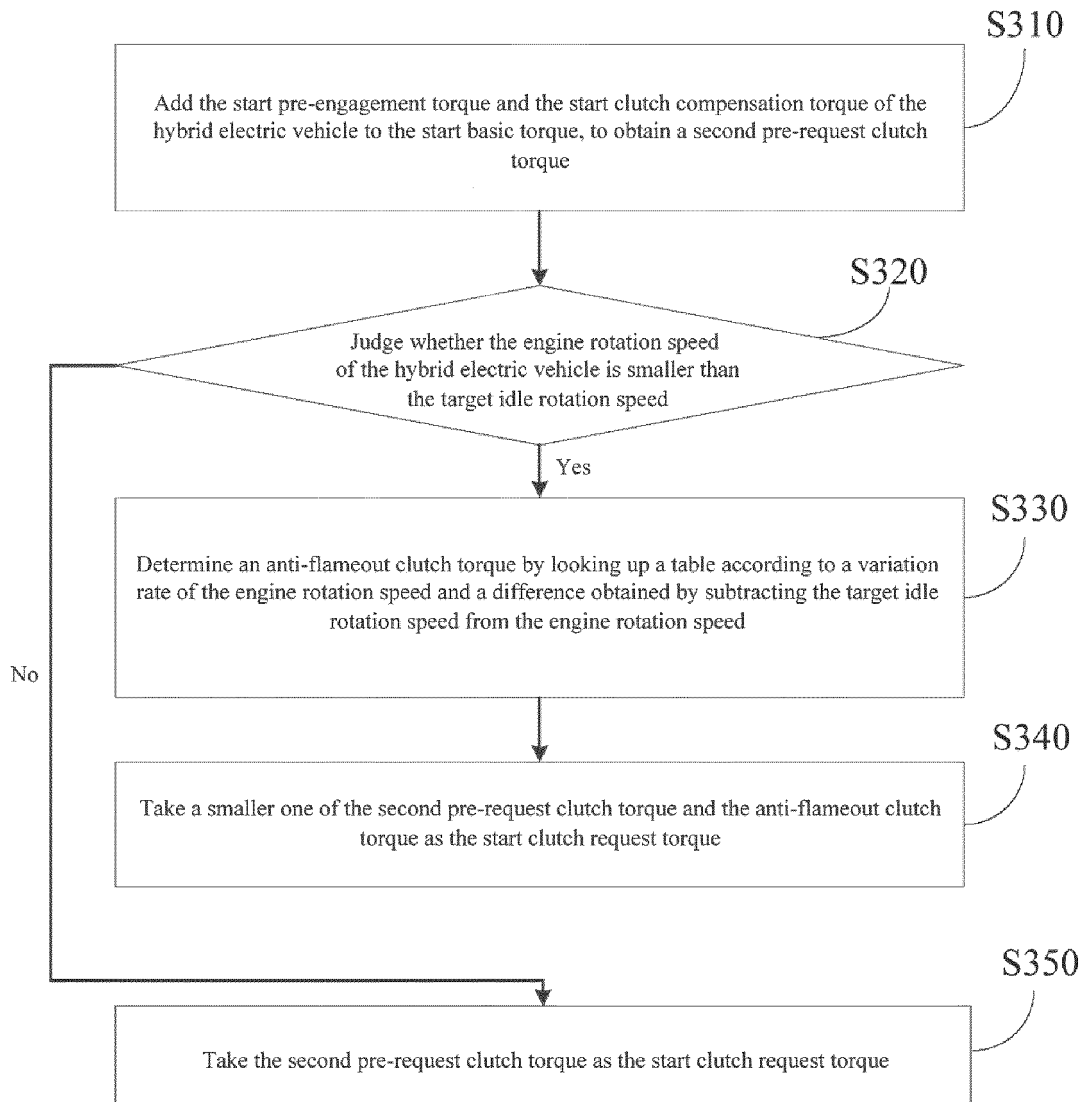 S310
Add the start pre-engagement torque and the start clutch compensation torque of the
hybrid electric vehicle to the start basic torque, to obtain a second pre-request clutch
torque
S320
Judge whether the engine rotation speed
of the hybrid electric vehicle is smaller than
the target idle rotation speed
Yes
S330
Determine an anti-flameout clutch torque by looking up a table according to a variation
rate of the engine rotation speed and a difference obtained by subtracting the target idle
rotation speed from the engine rotation speed
No
S340
Take a smaller one of the second pre-request clutch torque and the anti-flameout clutch
torque as the start clutch request torque
S350
Take the second pre-request clutch torque as the start clutch request torque